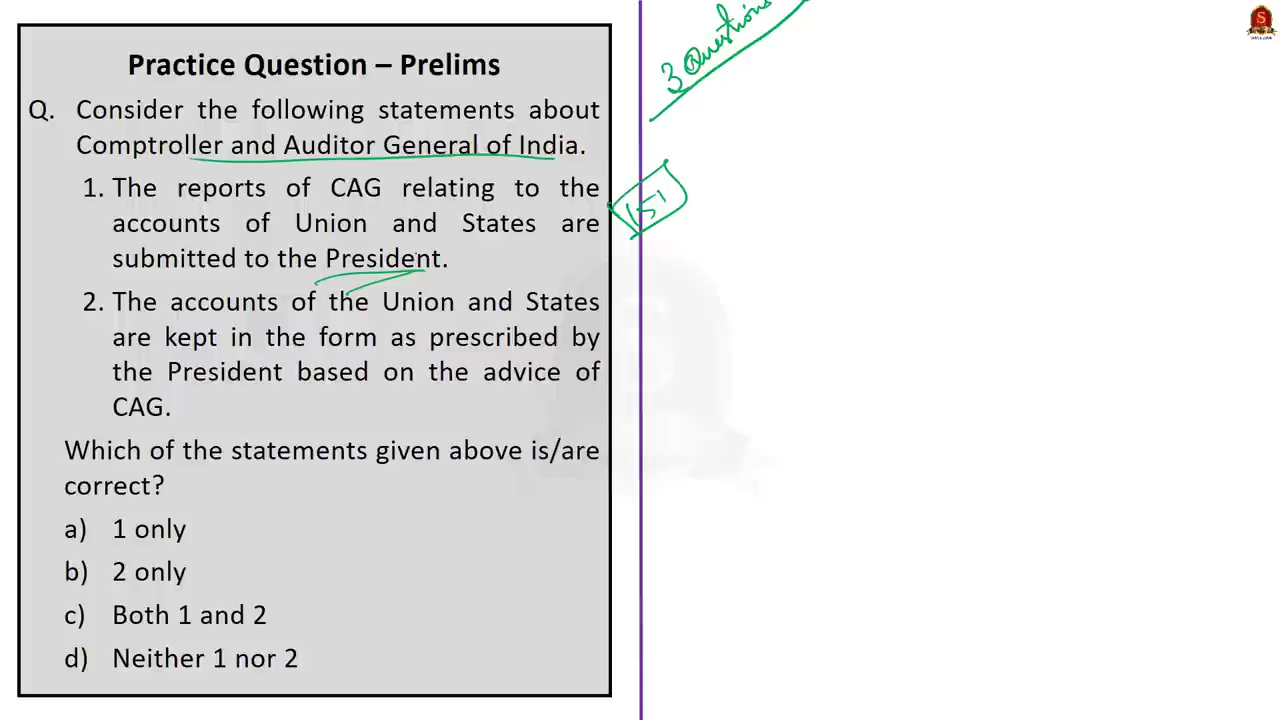 Practice Question – Prelims
Q. Consider the following statements about
Comptroller and Auditor General of India.
1. The reports of CAG relating to the
accounts of Union and States are
submitted to the President.
2. The accounts of the Union and States
are kept in the form as prescribed by
the President based on the advice of
CAG.
Which of the statements given above is/are
correct?
a) 1 only
b) 2 only
c) Both 1 and 2
d) Neither 1 nor 2
3 Questions
151